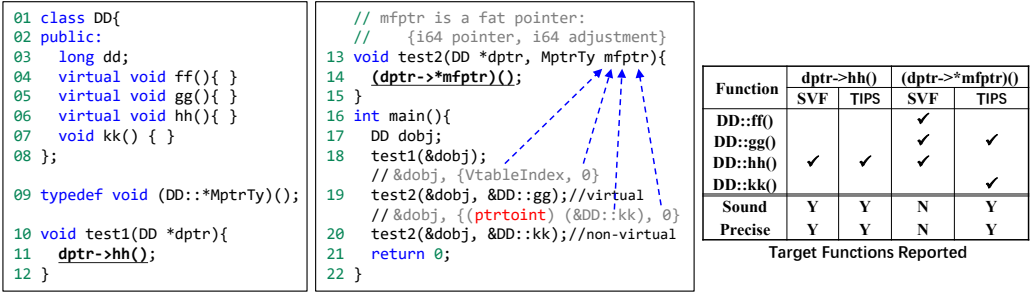 01 class DD{
02 public:
03   long dd;
04   virtual void ff(){ }
05   virtual void gg(){ }
06   virtual void hh(){ }
07   void kk() { }
08 };
09 typedef void (DD::*MptrTy)();
10 void test1(DD *dptr){
11   dptr->hh();
12 }
// mfptr is a fat pointer:
//    {i64 pointer, i64 adjustment}
13 void test2(DD *dptr, MptrTy mfptr){
14   (dptr->*mfptr)();
15 }
16 int main(){
17   DD dobj;
18   test1(&dobj);
// &dobj, {VtableIndex, 0}
19   test2(&dobj, &DD::gg);//virtual
// &dobj, {(ptrtoint) (&DD::kk), 0}
20   test2(&dobj, &DD::kk);//non-virtual
21   return 0;
22 }
Function dptr->hh() (dptr->*mfptr)()
SVF TIPS SVF TIPS
DD::ff() ✔
DD::gg() ✔ ✔
DD::hh() ✔ ✔ ✔
DD::kk() ✔
Sound Y Y N Y
Precise Y Y N Y
Target Functions Reported